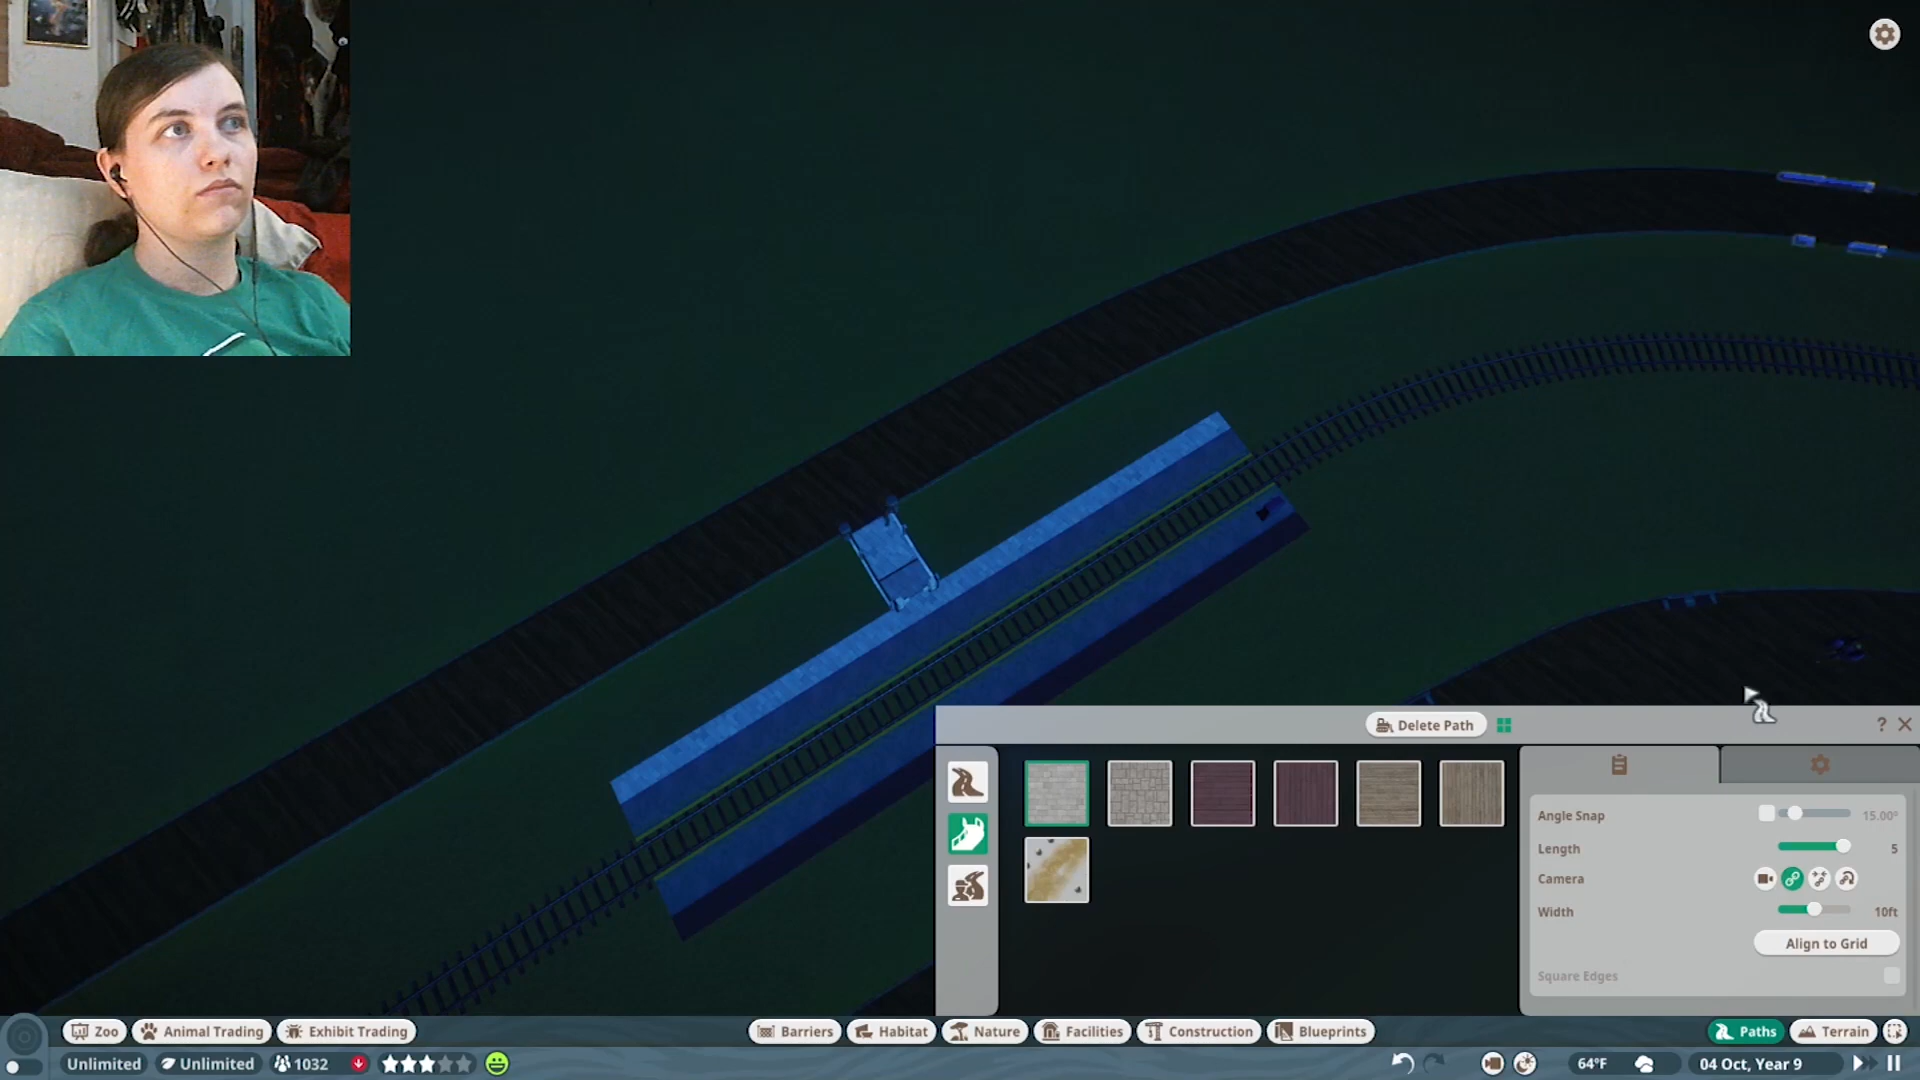 Delete Path
?
Angle Snap 15.00°
Length 5
Camera
Width 10ft
Align to Grid
Square Edges
Zoo Animal Trading Exhibit Trading Barriers Habitat Nature Facilities Construction Blueprints Paths Terrain
Unlimited Unlimited 1032 64°F 04 Oct, Year 9